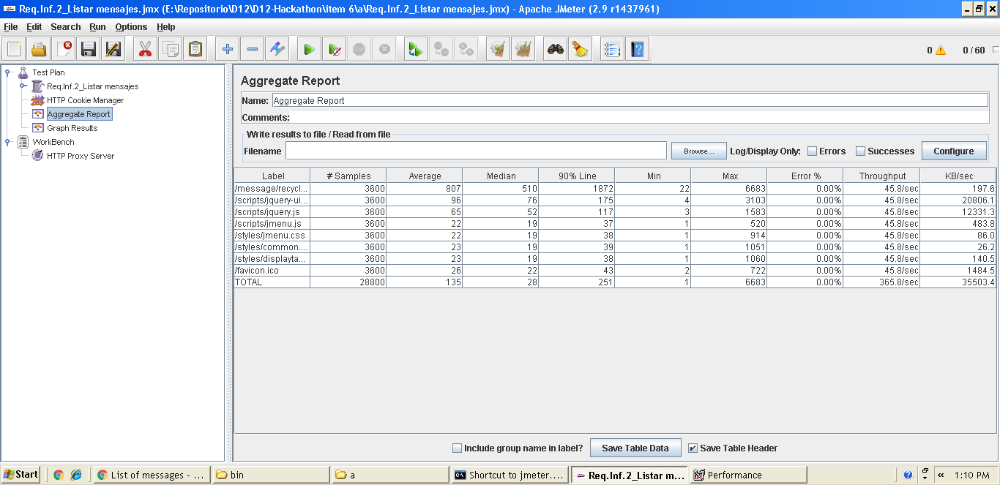 Req.Inf.2_Listar mensajes.jmx (E:\Repositorio\D12\D12-Hackathon\item 6\a\Req.Inf.2_Listar mensajes.jmx) - Apache JMeter (2.9 r1437961)
File Edit Search Run Options Help
0 0 / 60
Test Plan
Req.Inf.2_Listar mensajes
HTTP Cookie Manager
Aggregate Report
Graph Results
WorkBench
HTTP Proxy Server
Aggregate Report
Name: Aggregate Report
Comments:
Write results to file / Read from file
Filename Browse... Log/Display Only: Errors Successes Configure
Label # Samples Average Median 90% Line Min Max Error % Throughput KB/sec
/message/recycl... 3600 807 510 1872 22 6683 0.00% 45.8/sec 197.6
/scripts/jquery-ui... 3600 96 76 175 4 3103 0.00% 45.8/sec 20806.1
/scripts/jquery.js 3600 65 52 117 3 1583 0.00% 45.8/sec 12331.3
/scripts/jmenu.js 3600 22 19 37 1 520 0.00% 45.8/sec 483.8
/styles/jmenu.css 3600 22 19 38 1 914 0.00% 45.8/sec 86.0
/styles/common.... 3600 23 19 39 1 1051 0.00% 45.8/sec 26.2
/styles/displayta... 3600 23 19 38 1 1060 0.00% 45.8/sec 140.5
/favicon.ico 3600 26 22 43 2 722 0.00% 45.8/sec 1484.5
TOTAL 28800 135 28 251 1 6683 0.00% 365.8/sec 35503.4
Include group name in label? Save Table Data Save Table Header
Start List of messages - ... bin a Shortcut to jmeter.... Req.Inf.2_Listar m... Performance « 1:10 PM